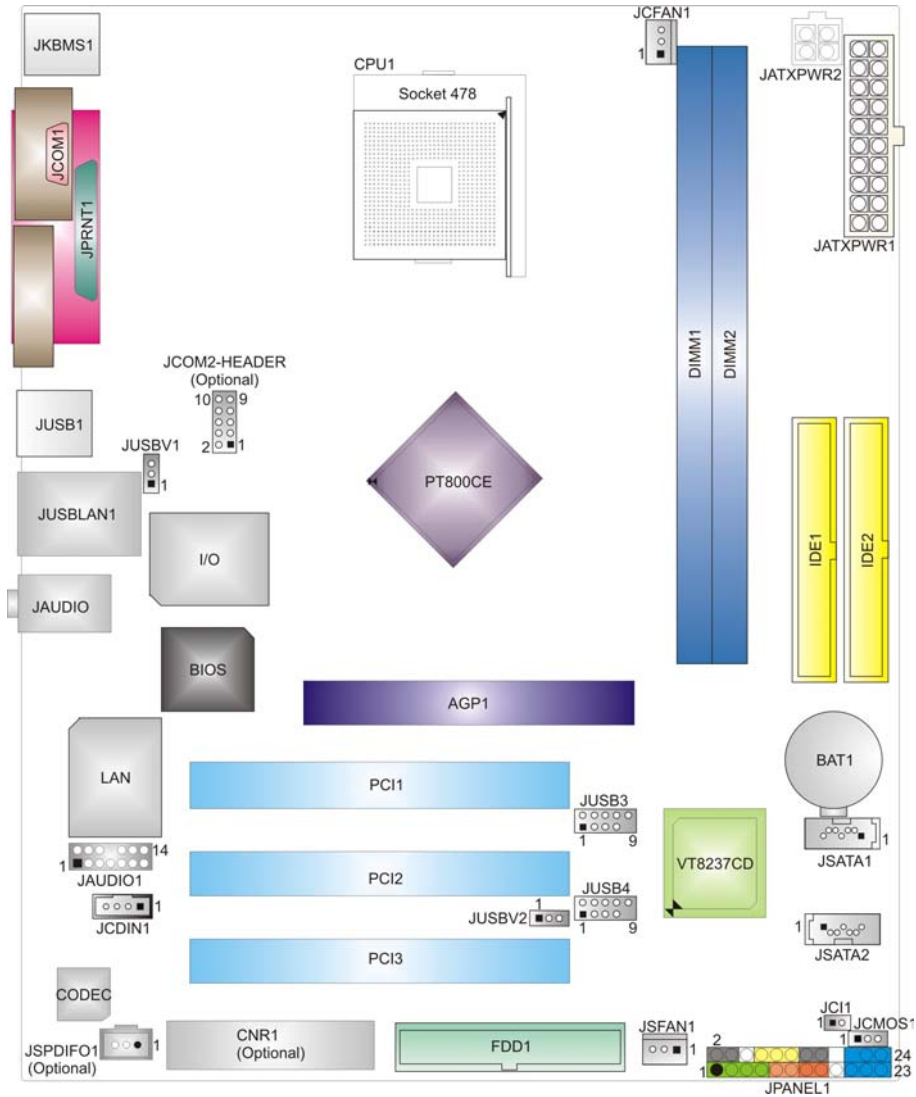 JCFAN1
1
JKBMS1
CPU1
Socket 478
JATXPWR2
JCOM1
JPRNT1
JATXPWR1
DIMM1
DIMM2
JCOM2-HEADER
(Optional)
10
9
2
1
JUSB1
JUSBV1
1
PT800CE
JUSBLAN1
I/O
IDE1
IDE2
JAUDIO
BIOS
AGP1
LAN
BAT1
PCI1
JUSB3
1
9
1
JSATA1
14
1
JAUDIO1
VT8237CD
PCI2
JUSB4
1
9
1
JUSBV2
1
JCDIN1
1
JSATA2
PCI3
CODEC
JCI1
1
JCMOS1
1
JSPDIFO1
(Optional)
1
CNR1
(Optional)
FDD1
JSFAN1
1
2
24
1
23
JPANEL1